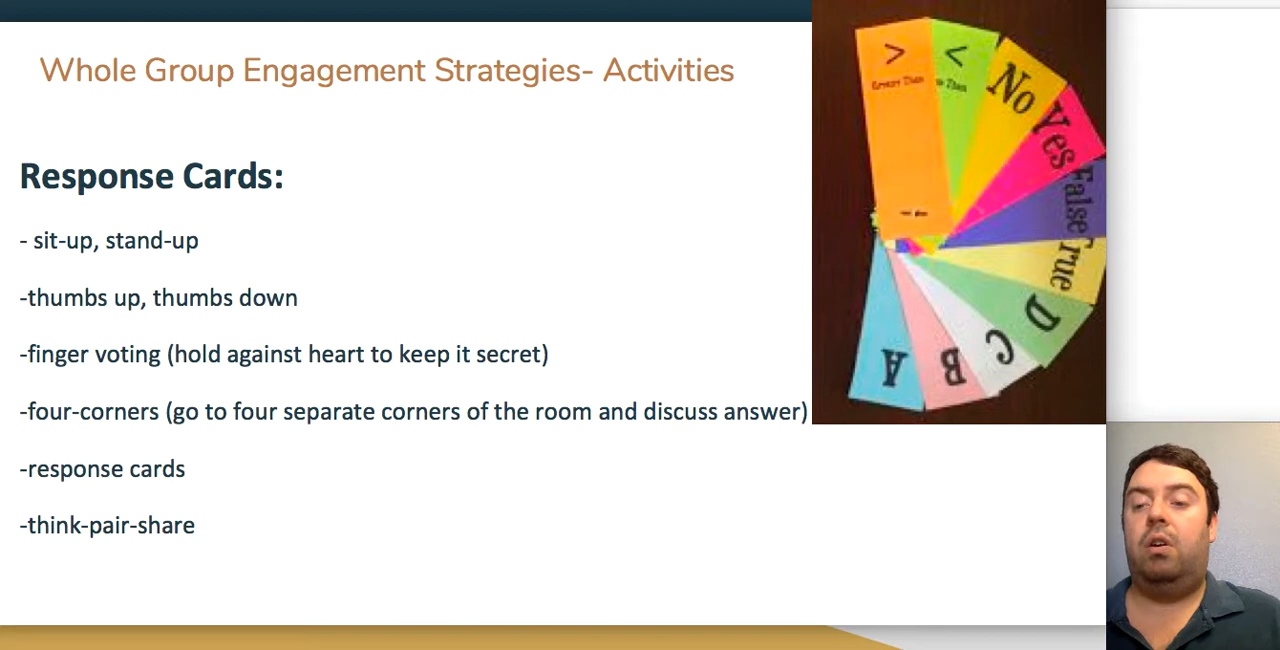 Whole Group Engagement Strategies- Activities
Response Cards:
- sit-up, stand-up
-thumbs up, thumbs down
-finger voting (hold against heart to keep it secret)
-four-corners (go to four separate corners of the room and discuss answer)
-response cards
-think-pair-share
>
Than
<
Than
No
Yes
False
True
D
C
B
A